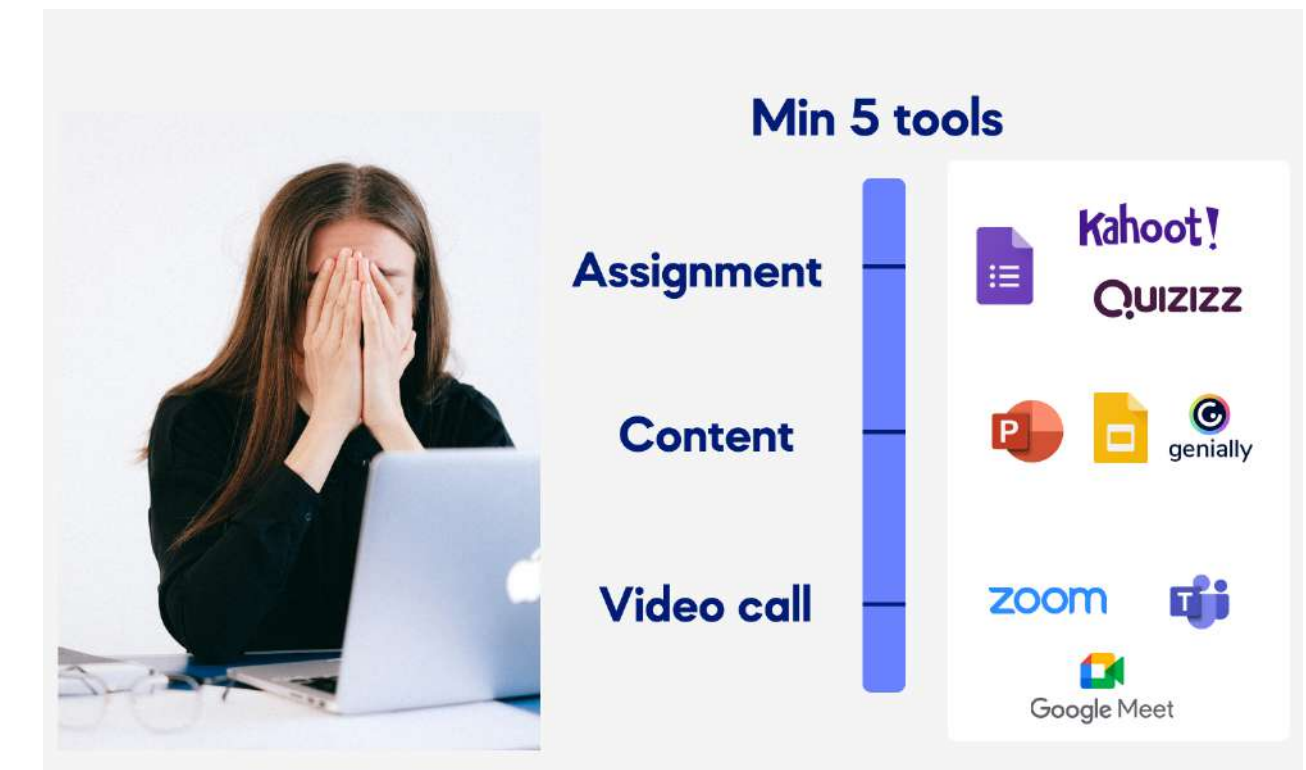 Min 5 tools
Assignment
Kahoot!
Quizizz
Content
P
genially
Video call
zoom
T
Google Meet